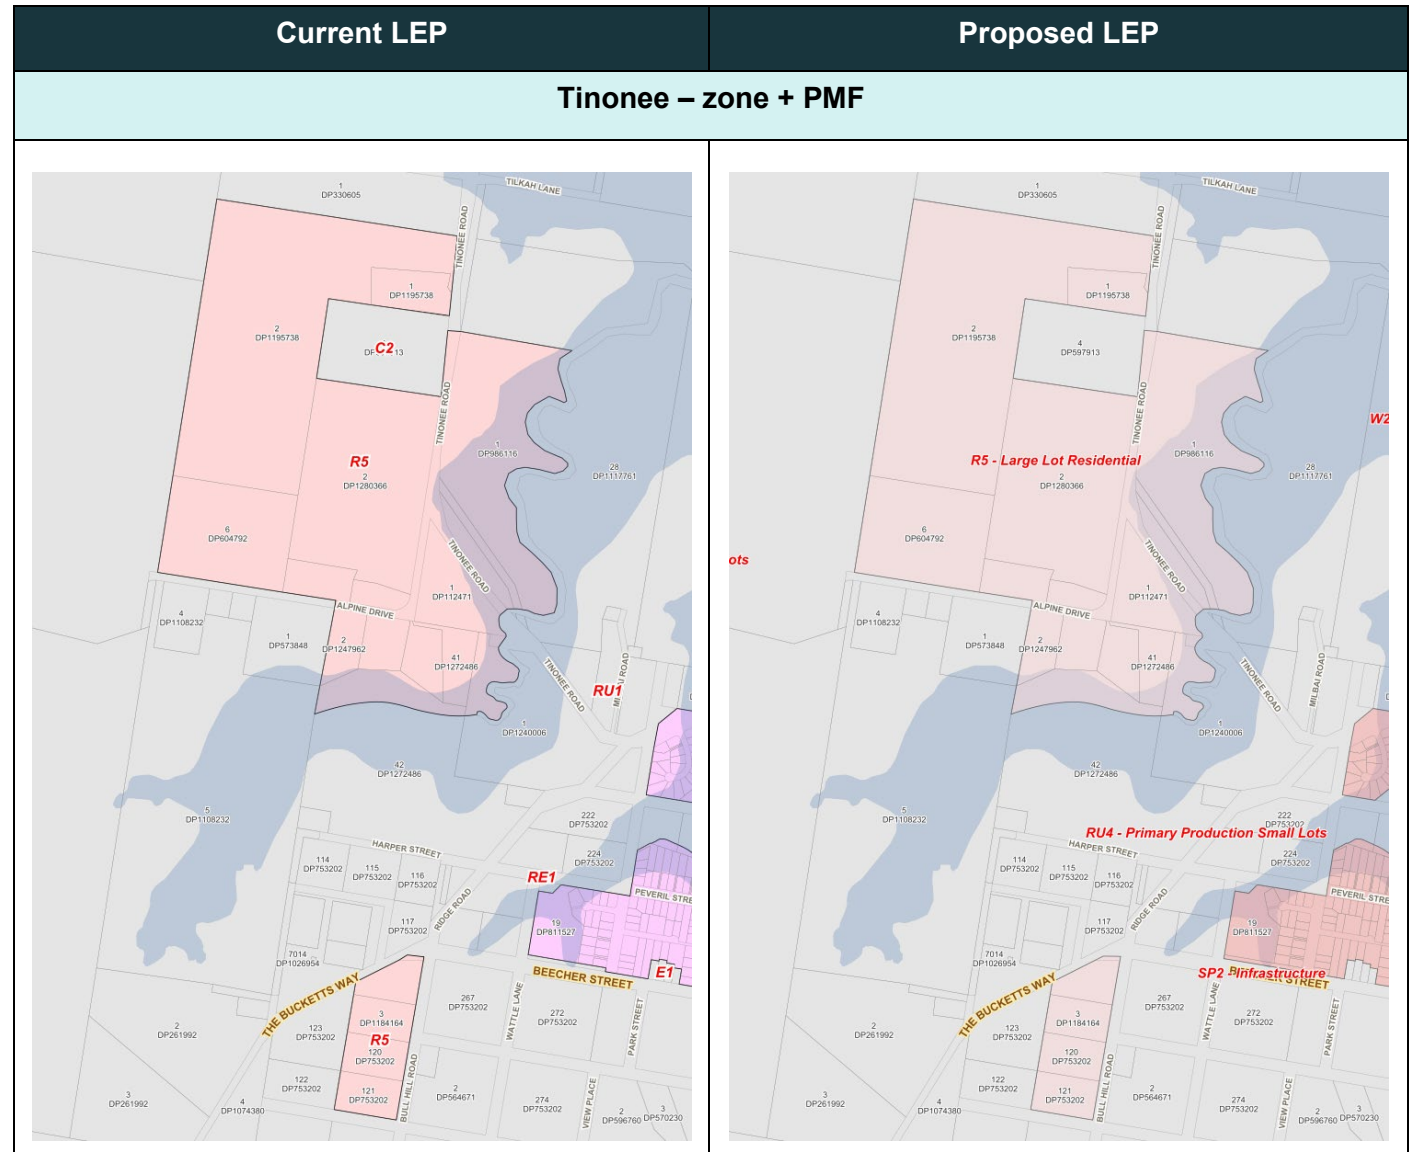 Current LEP
Proposed LEP
Tinonee – zone + PMF
1
DP330605
TILKAH LANE
TINONEE ROAD
1
DP1195738
2
DP1195738
C2
13
TINONEE ROAD
R5
2
DP1280366
1
DP986116
28
DP1117761
6
DP604792
TINONEE ROAD
1
DP112471
ALPINE DRIVE
4
DP1108232
1
DP573848
2
DP1247962
41
DP1272486
TINONEE ROAD
RU1
1
DP1240006
42
DP1272486
5
DP1108232
222
DP753202
HARPER STREET
224
DP753202
114
DP753202
115
DP753202
116
DP753202
RE1
RIDGE ROAD
117
DP753202
19
DP811527
PEVERIL STRE
7014
DP1026954
E1
BEECHER STREET
THE BUCKETTS WAY
267
DP753202
WATTLE LANE
272
DP753202
PARK STREET
3
DP1184164
R5
120
DP753202
2
DP261992
123
DP753202
122
DP753202
121
DP753202
BULL HILL ROAD
2
DP564671
274
DP753202
VIEW PLACE
2
DP596760
3
DP570230
3
DP261992
4
DP1074380
1
DP330605
TILKAH LANE
TINONEE ROAD
1
DP1195738
2
DP1195738
4
DP597913
TINONEE ROAD
W2
R5 - Large Lot Residential
2
DP1280366
1
DP986116
28
DP1117761
6
DP604792
ots
TINONEE ROAD
1
DP112471
ALPINE DRIVE
4
DP1108232
1
DP573848
2
DP1247962
41
DP1272486
TINONEE ROAD
MILBAI ROAD
1
DP1240006
42
DP1272486
5
DP1108232
222
DP753202
RU4 - Primary Production Small Lots
HARPER STREET
224
DP753202
114
DP753202
115
DP753202
116
DP753202
RIDGE ROAD
117
DP753202
19
DP811527
PEVERIL STRE
7014
DP1026954
SP2 - Infrastructure
STREET
THE BUCKETTS WAY
267
DP753202
WATTLE LANE
272
DP753202
PARK STREET
3
DP1184164
120
DP753202
2
DP261992
123
DP753202
122
DP753202
121
DP753202
BULL HILL ROAD
2
DP564671
274
DP753202
VIEW PLACE
2
DP596760
3
DP570230
3
DP261992
4
DP1074380